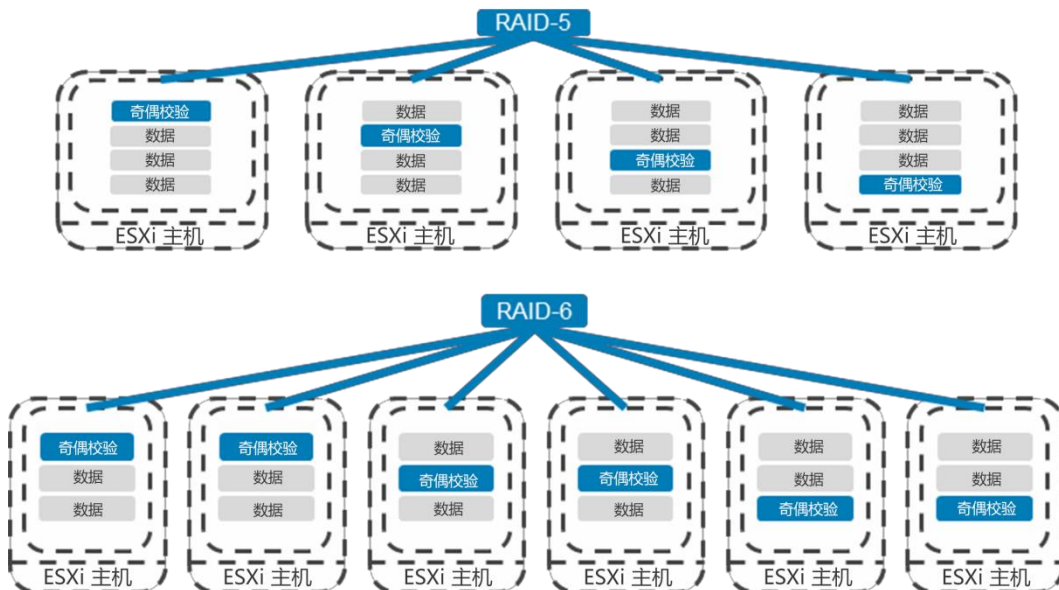 RAID-5
奇偶校验 数据 数据 数据
数据 奇偶校验 数据 数据
数据 数据 奇偶校验 数据
数据 数据 数据 奇偶校验
ESXi 主机 ESXi 主机 ESXi 主机 ESXi 主机
RAID-6
奇偶校验 奇偶校验 数据 数据 数据 数据
数据 数据 奇偶校验 奇偶校验 数据 数据
数据 数据 数据 数据 奇偶校验 奇偶校验
ESXi 主机 ESXi 主机 ESXi 主机 ESXi 主机 ESXi 主机 ESXi 主机